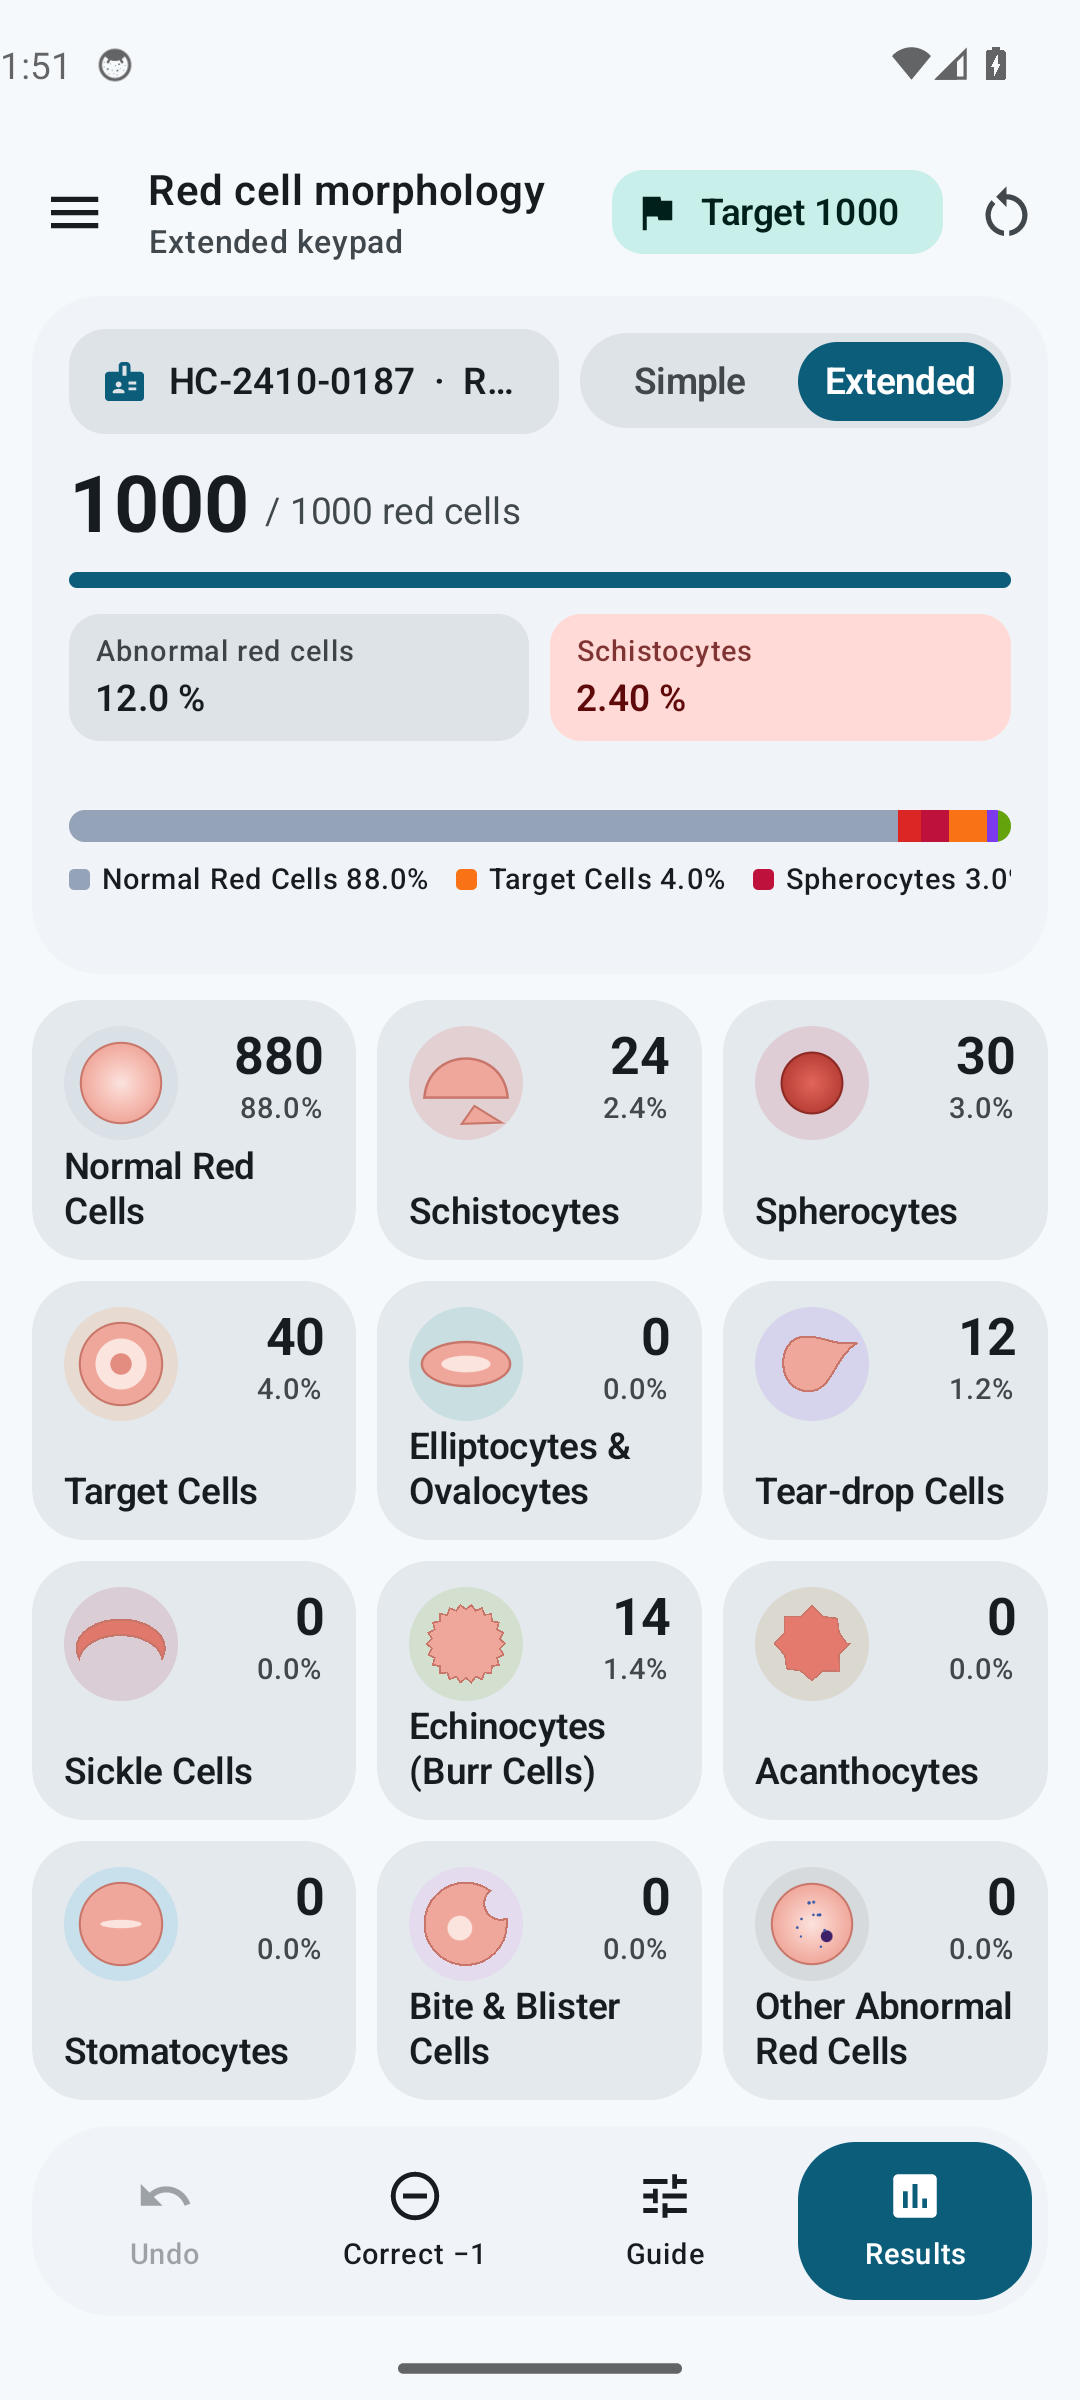 1:51
Red cell morphology
Extended keypad
Target 1000
HC-2410-0187 · R…
Simple
Extended
1000 / 1000 red cells
Abnormal red cells
12.0 %
Schistocytes
2.40 %
Normal Red Cells 88.0%
Target Cells 4.0%
Spherocytes 3.0
880
88.0%
Normal Red
Cells
24
2.4%
Schistocytes
30
3.0%
Spherocytes
40
4.0%
Target Cells
0
0.0%
Elliptocytes &
Ovalocytes
12
1.2%
Tear-drop Cells
0
0.0%
Sickle Cells
14
1.4%
Echinocytes
(Burr Cells)
0
0.0%
Acanthocytes
0
0.0%
Stomatocytes
0
0.0%
Bite & Blister
Cells
0
0.0%
Other Abnormal
Red Cells
Undo
Correct −1
Guide
Results